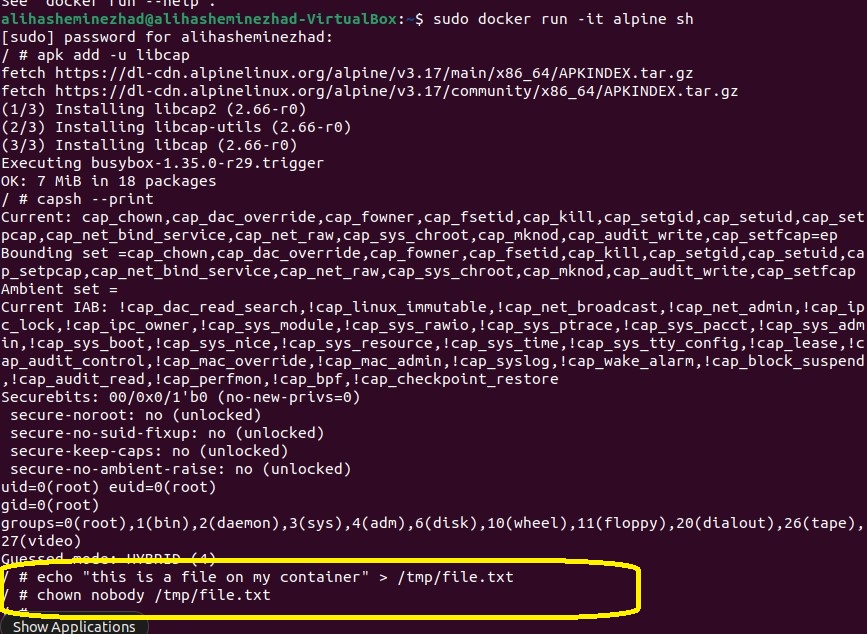 See 'docker run --help'.
alihasheminezhad@alihasheminezhad-VirtualBox:~$ sudo docker run -it alpine sh
[sudo] password for alihasheminezhad:
/ # apk add -u libcap
fetch https://dl-cdn.alpinelinux.org/alpine/v3.17/main/x86_64/APKINDEX.tar.gz
fetch https://dl-cdn.alpinelinux.org/alpine/v3.17/community/x86_64/APKINDEX.tar.gz
(1/3) Installing libcap2 (2.66-r0)
(2/3) Installing libcap-utils (2.66-r0)
(3/3) Installing libcap (2.66-r0)
Executing busybox-1.35.0-r29.trigger
OK: 7 MiB in 18 packages
/ # capsh --print
Current: cap_chown,cap_dac_override,cap_fowner,cap_fsetid,cap_kill,cap_setgid,cap_setuid,cap_set
pcap,cap_net_bind_service,cap_net_raw,cap_sys_chroot,cap_mknod,cap_audit_write,cap_setfcap=ep
Bounding set =cap_chown,cap_dac_override,cap_fowner,cap_fsetid,cap_kill,cap_setgid,cap_setuid,ca
p_setpcap,cap_net_bind_service,cap_net_raw,cap_sys_chroot,cap_mknod,cap_audit_write,cap_setfcap
Ambient set =
Current IAB: !cap_dac_read_search,!cap_linux_immutable,!cap_net_broadcast,!cap_net_admin,!cap_ip
c_lock,!cap_ipc_owner,!cap_sys_module,!cap_sys_rawio,!cap_sys_ptrace,!cap_sys_pacct,!cap_sys_adm
in,!cap_sys_boot,!cap_sys_nice,!cap_sys_resource,!cap_sys_time,!cap_sys_tty_config,!cap_lease,!c
ap_audit_control,!cap_mac_override,!cap_mac_admin,!cap_syslog,!cap_wake_alarm,!cap_block_suspend
,!cap_audit_read,!cap_perfmon,!cap_bpf,!cap_checkpoint_restore
Securebits: 00/0x0/1'b0 (no-new-privs=0)
secure-noroot: no (unlocked)
secure-no-suid-fixup: no (unlocked)
secure-keep-caps: no (unlocked)
secure-no-ambient-raise: no (unlocked)
uid=0(root) euid=0(root)
gid=0(root)
groups=0(root),1(bin),2(daemon),3(sys),4(adm),6(disk),10(wheel),11(floppy),20(dialout),26(tape),
27(video)
Guessed mode: HYBRID (4)
/ # echo "this is a file on my container" > /tmp/file.txt
/ # chown nobody /tmp/file.txt
/ #
Show Applications